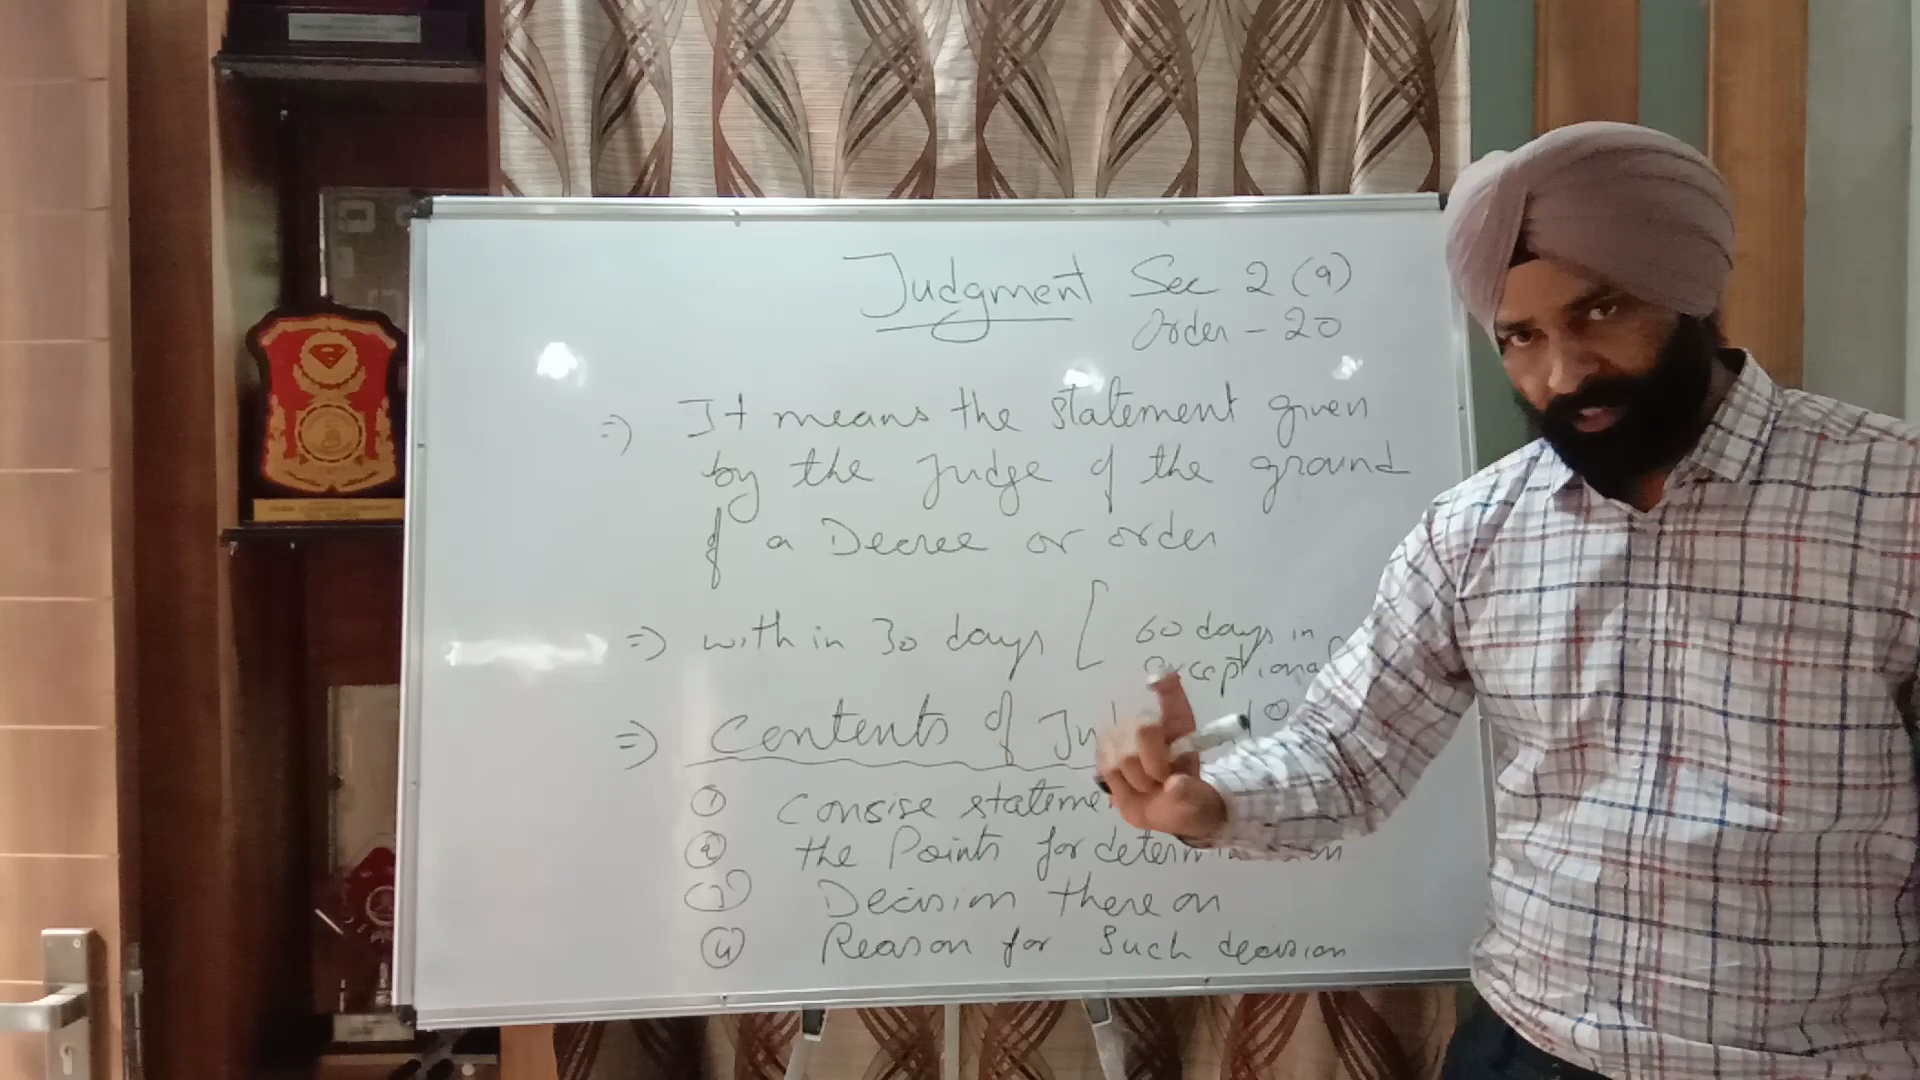 Judgment Sec 2 (9)
Order - 20
=> It means the statement given
by the Judge of the ground
of a Decree or order
=> with in 30 days [ 60 days in
exceptiona
=> Contents of Ju
① Consise stateme
② the Points for determination
③ Decision there on
④ Reason for Such decision